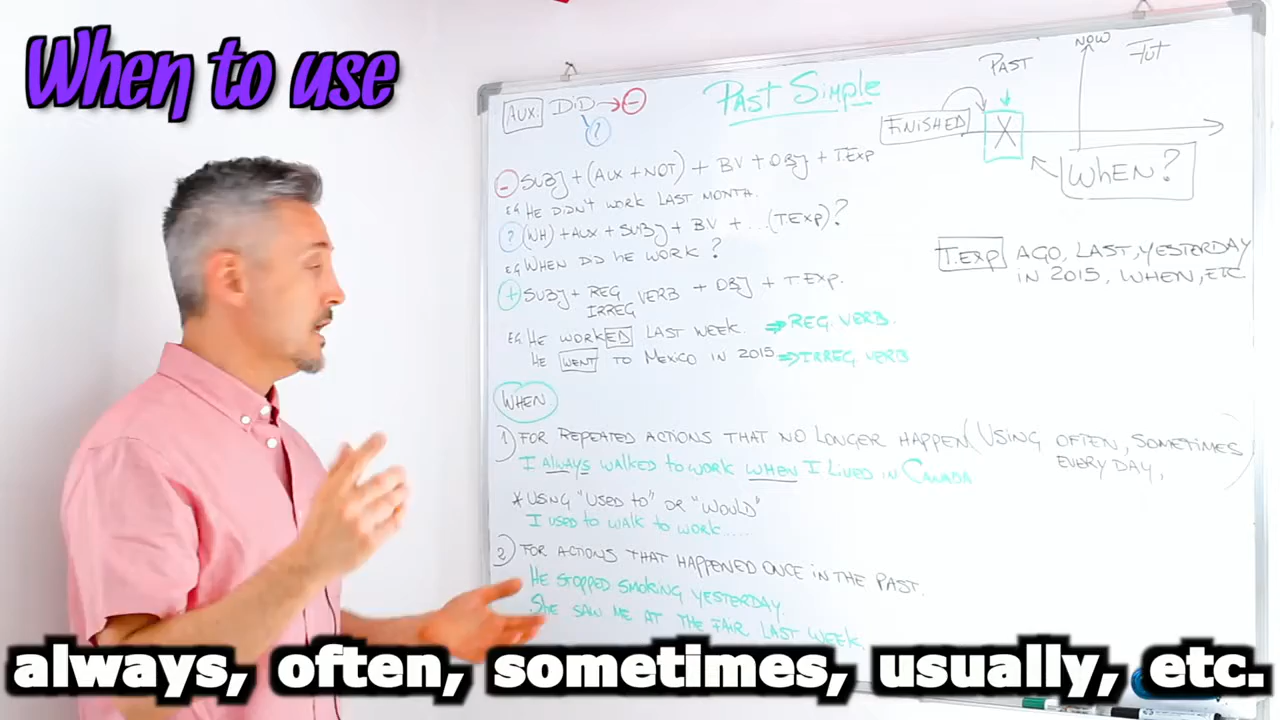 When to use
Past Simple
AUX. DID → -
?
PAST
NOW
Fut
FINISHED
X
WHEN?
- SUBJ + (AUX + NOT) + BV + OBJ + T.EXP
EG HE DIDN'T WORK LAST MONTH.
? (WH) + AUX + SUBJ + BV + ... (T.EXP)?
EG WHEN DID HE WORK?
+ SUBJ + REG VERB + OBJ + T.EXP.
IRREG
EG. HE WORKED LAST WEEK. ⇒ REG. VERB.
HE WENT TO MEXICO IN 2015 ⇒ IRREG VERB
T.EXP AGO, LAST, YESTERDAY
IN 2015, WHEN, ETC
WHEN
1) FOR REPEATED ACTIONS THAT NO LONGER HAPPEN (USING OFTEN, SOMETIMES
EVERY DAY, )
I ALWAYS WALKED TO WORK WHEN I LIVED IN CANADA
* USING "USED TO" OR "WOULD"
I USED TO WALK TO WORK.....
2) FOR ACTIONS THAT HAPPENED ONCE IN THE PAST.
HE STOPPED SMOKING YESTERDAY.
SHE SAW ME AT THE FAIR LAST WEEK.
always, often, sometimes, usually, etc.